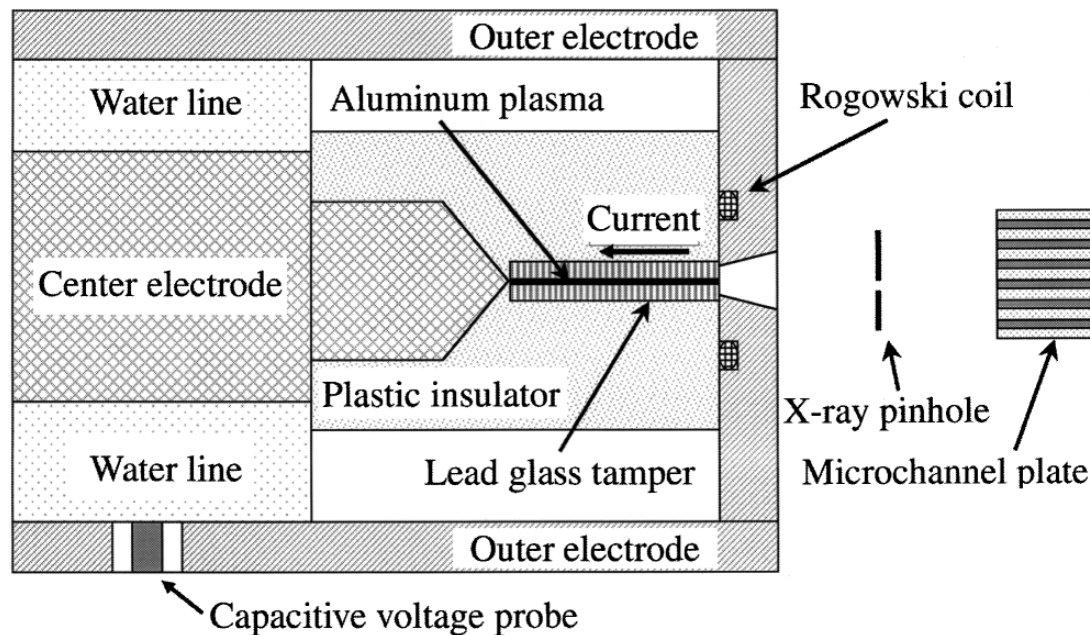 Outer electrode
Water line
Aluminum plasma
Rogowski coil
Current
Center electrode
Plastic insulator
X-ray pinhole
Water line
Lead glass tamper
Microchannel plate
Outer electrode
Capacitive voltage probe